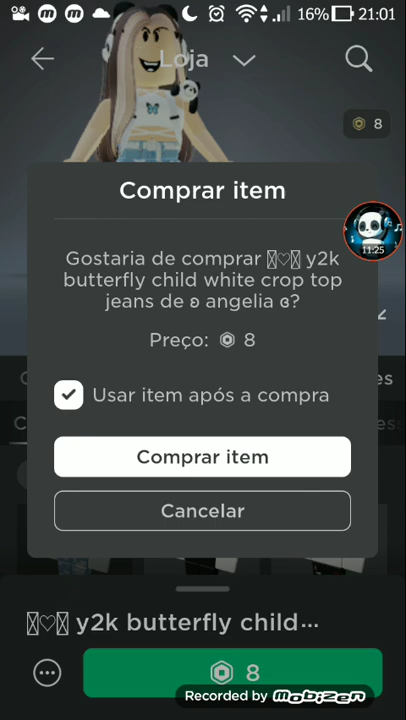 16% 21:01
Loja
8
Comprar item
Gostaria de comprar ♡ y2k
butterfly child white crop top
jeans de ʚ angelia ɞ?
11:25
Preço: 8
Usar item após a compra
Comprar item
Cancelar
♡ y2k butterfly child...
8
Recorded by Mobizen